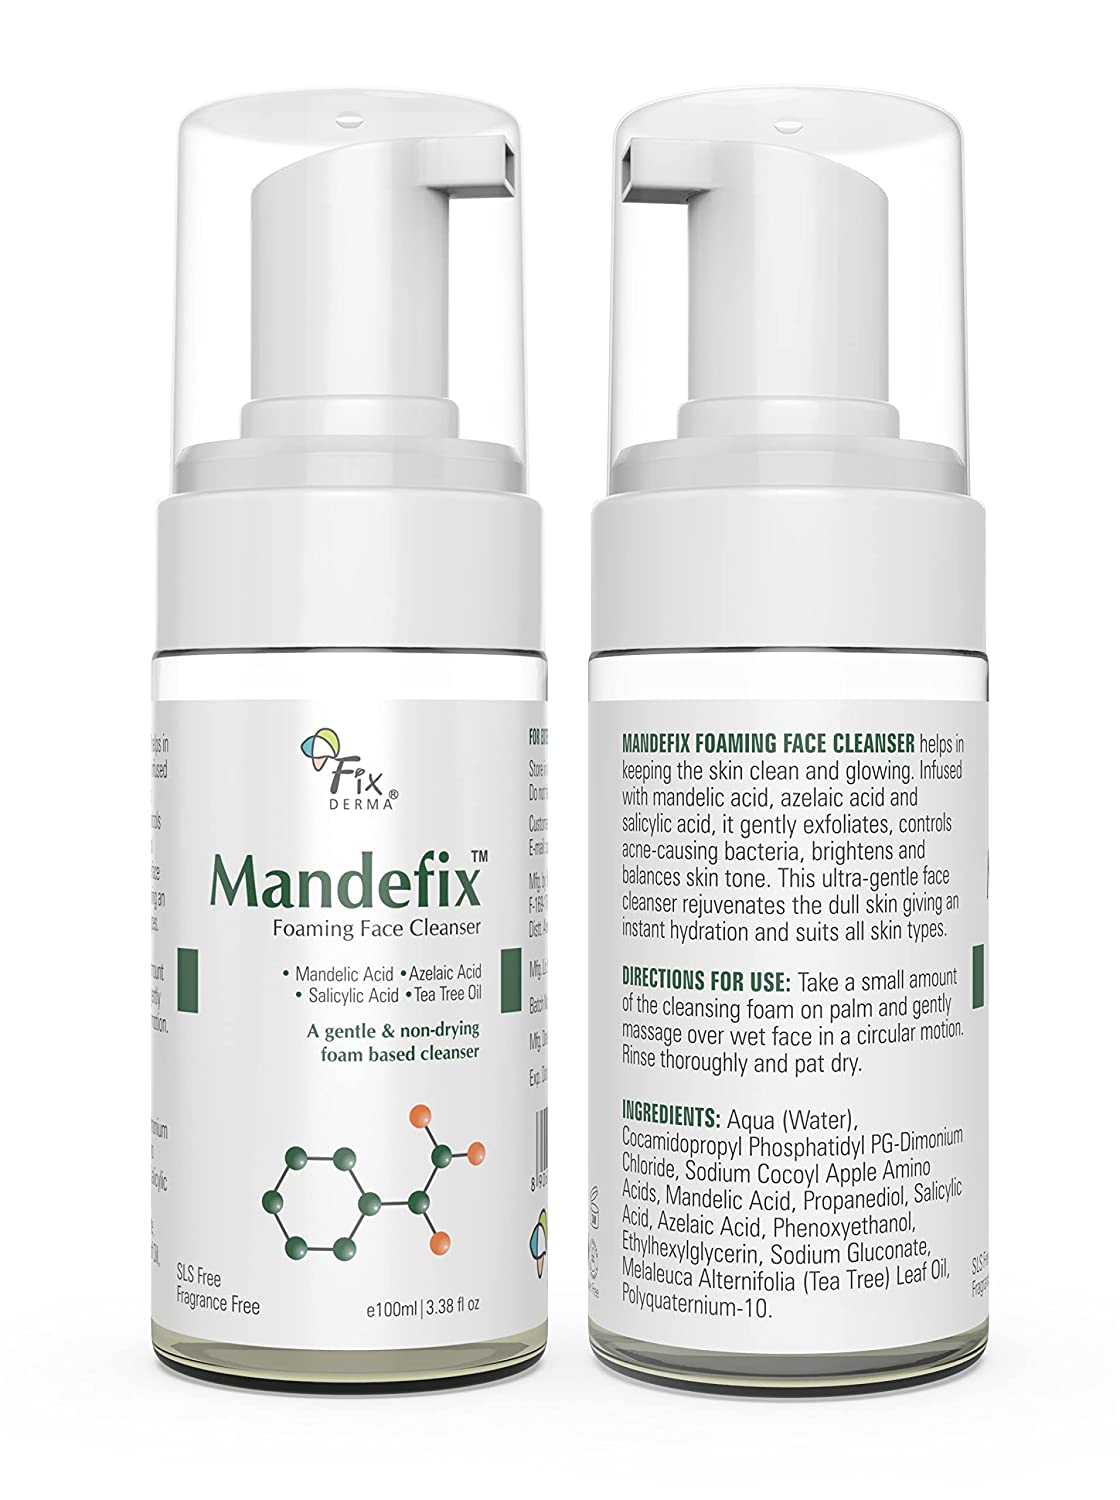 Fix
DERMA®
Mandefix™
Foaming Face Cleanser
• Mandelic Acid • Azelaic Acid
• Salicylic Acid • Tea Tree Oil
A gentle & non-drying
foam based cleanser
SLS Free
Fragrance Free
e100ml | 3.38 fl oz
MANDEFIX FOAMING FACE CLEANSER helps in
keeping the skin clean and glowing. Infused
with mandelic acid, azelaic acid and
salicylic acid, it gently exfoliates, controls
acne-causing bacteria, brightens and
balances skin tone. This ultra-gentle face
cleanser rejuvenates the dull skin giving an
instant hydration and suits all skin types.
DIRECTIONS FOR USE: Take a small amount
of the cleansing foam on palm and gently
massage over wet face in a circular motion.
Rinse thoroughly and pat dry.
INGREDIENTS: Aqua (Water),
Cocamidopropyl Phosphatidyl PG-Dimonium
Chloride, Sodium Cocoyl Apple Amino
Acids, Mandelic Acid, Propanediol, Salicylic
Acid, Azelaic Acid, Phenoxyethanol,
Ethylhexylglycerin, Sodium Gluconate,
Melaleuca Alternifolia (Tea Tree) Leaf Oil,
Polyquaternium-10.